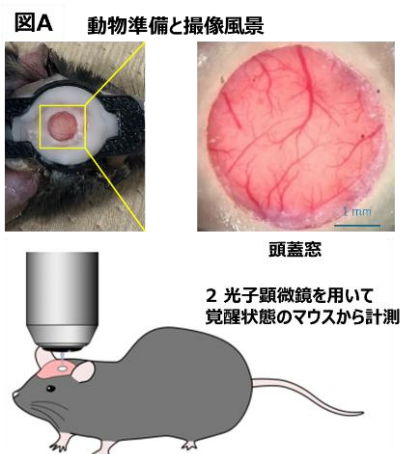 図A
動物準備と撮像風景
1 mm
頭蓋窓
2 光子顕微鏡を用いて
覚醒状態のマウスから計測